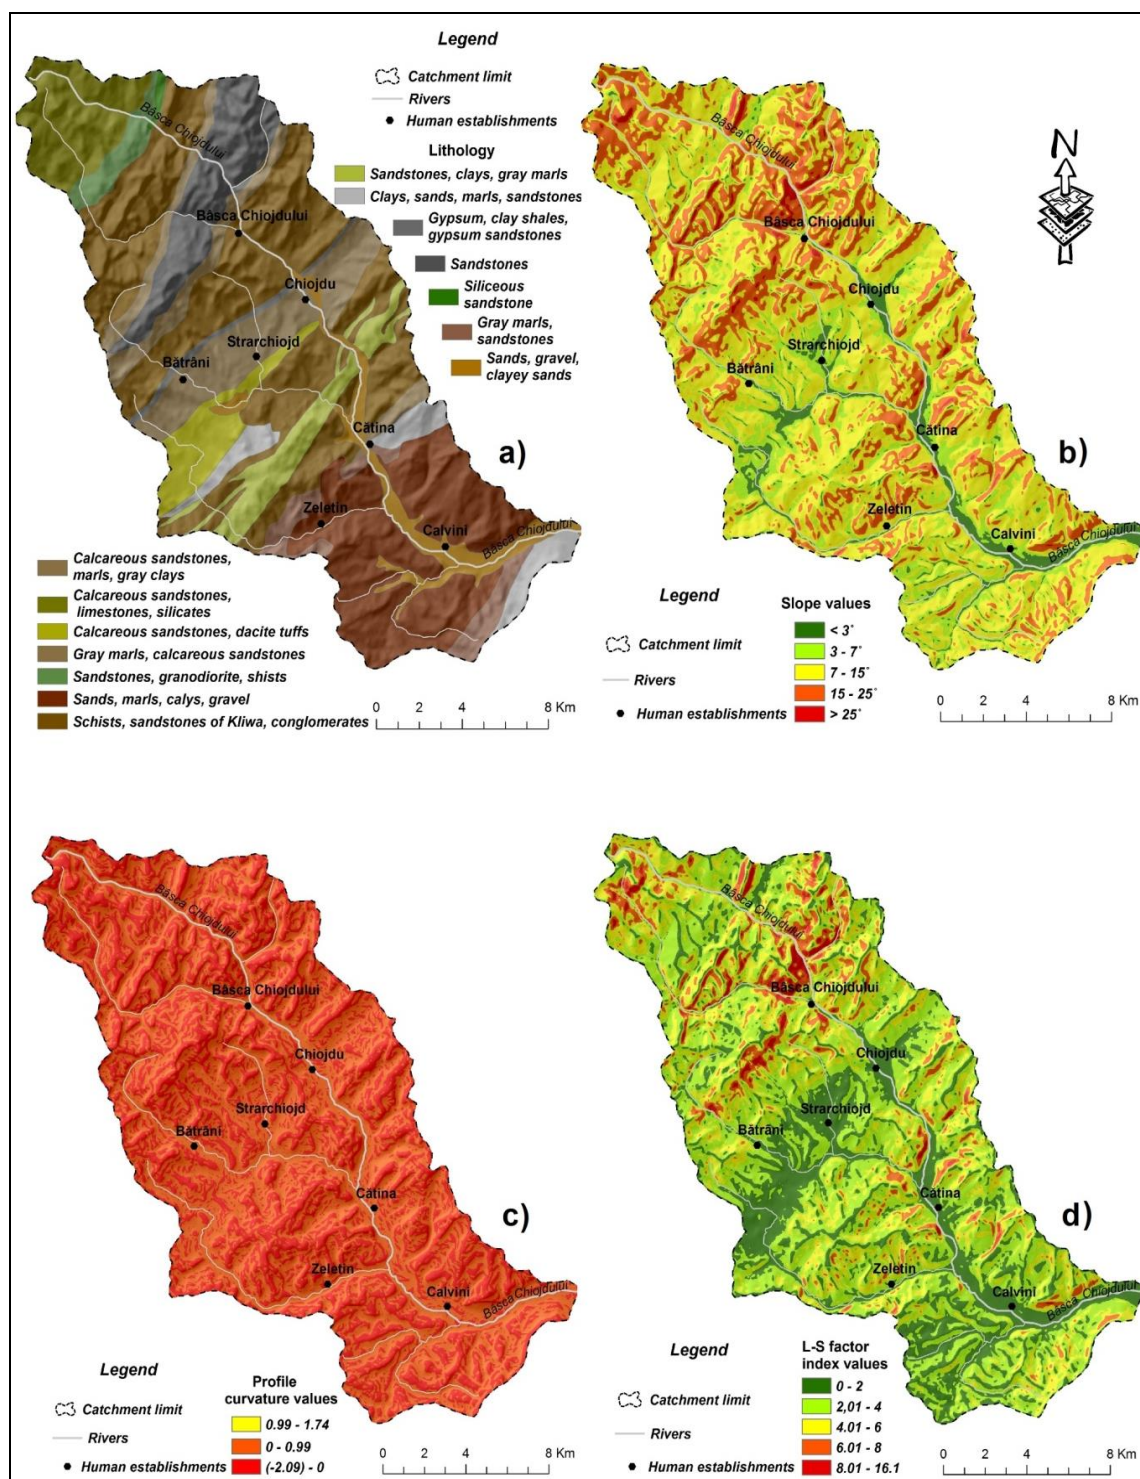 Legend
Catchment limit
Rivers
Human establishments
Lithology
Sandstones, clays, gray marls
Clays, sands, marls, sandstones
Gypsum, clay shales,
gypsum sandstones
Sandstones
Siliceous
sandstone
Gray marls,
sandstones
Sands, gravel,
clayey sands
Bâsca Chiojdului
Bâsca Chiojdului
Chiojdu
Strarchiojd
Bătrâni
Cătina
a)
Zeletin
Calvini
Bâsca Chiojdului
Calcareous sandstones,
marls, gray clays
Calcareous sandstones,
limestones, silicates
Calcareous sandstones, dacite tuffs
Gray marls, calcareous sandstones
Sandstones, granodiorite, shists
Sands, marls, calys, gravel
Schists, sandstones of Kliwa, conglomerates
0 4 8 Km
N
Bâsca Chiojdului
Bâsca Chiojdului
Chiojdu
Strarchiojd
Bătrâni
Cătina
b)
Zeletin
Calvini
Bâsca Chiojdului
Legend
Catchment limit
Rivers
Human establishments
Slope values
< 3°
3 - 7°
7 - 15°
15 - 25°
> 25°
0 2 4 8 Km
Bâsca Chiojdului
Bâsca Chiojdului
Chiojdu
Strarchiojd
Bătrâni
Cătina
c)
Zeletin
Calvini
Bâsca Chiojdului
Legend
Catchment limit
Rivers
Human establishments
Profile
curvature values
0.99 - 1.74
0 - 0.99
(-2.09) - 0
0 2 4 8 Km
Bâsca Chiojdului
Bâsca Chiojdului
Chiojdu
Strarchiojd
Bătrâni
Cătina
d)
Zeletin
Calvini
Bâsca Chiojdului
Legend
Catchment limit
Rivers
Human establishments
L-S factor
index values
0 - 2
2,01 - 4
4.01 - 6
6.01 - 8
8.01 - 16.1
0 2 4 8 Km